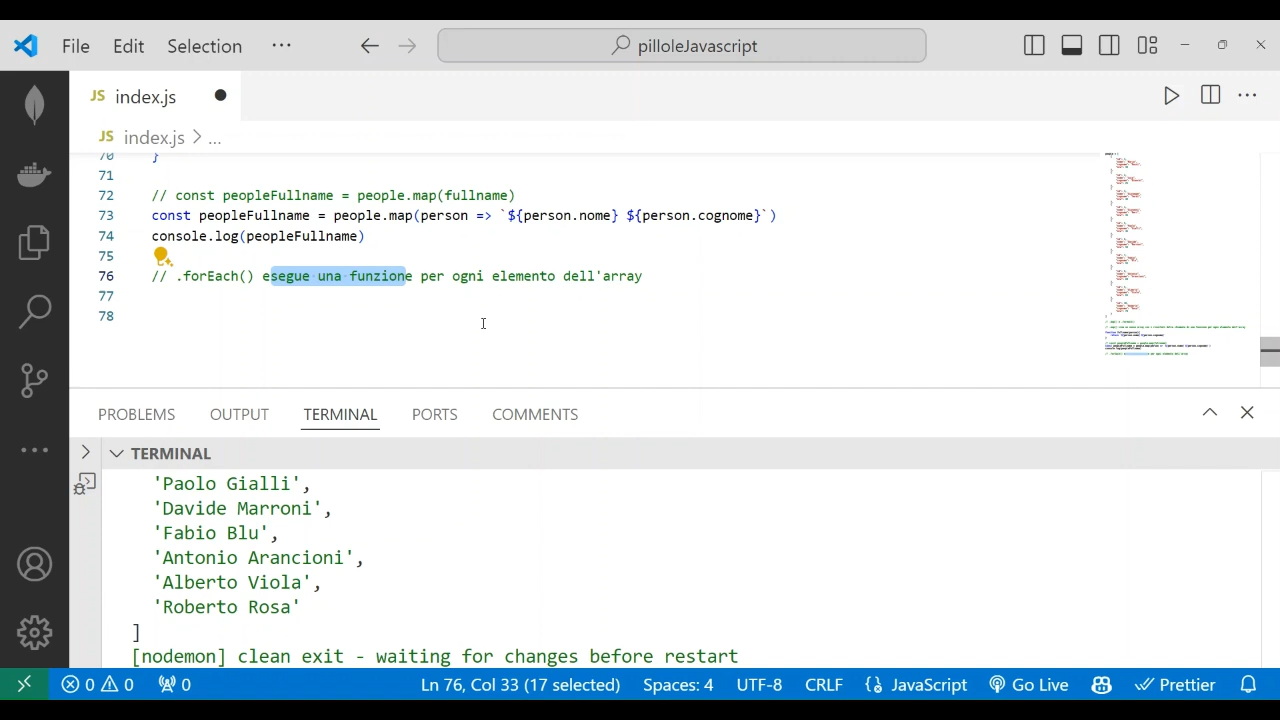 File Edit Selection ··· pilloleJavascript
JS index.js
JS index.js > ...
70 }
71
72 // const peopleFullname = people.map(fullname)
73 const peopleFullname = people.map(person => `${person.nome} ${person.cognome}`)
74 console.log(peopleFullname)
75
76 // .forEach() esegue una funzione per ogni elemento dell'array
77
78
PROBLEMS OUTPUT TERMINAL PORTS COMMENTS
TERMINAL
'Paolo Gialli',
'Davide Marroni',
'Fabio Blu',
'Antonio Arancioni',
'Alberto Viola',
'Roberto Rosa'
]
[nodemon] clean exit - waiting for changes before restart
0 0 0 Ln 76, Col 33 (17 selected) Spaces: 4 UTF-8 CRLF {} JavaScript Go Live Prettier